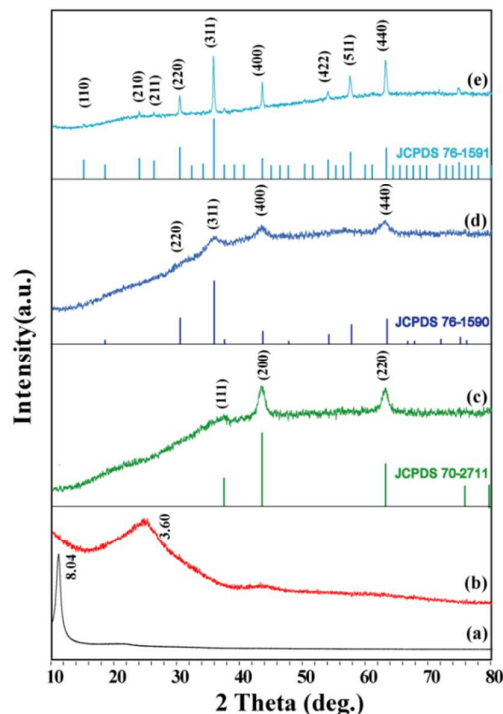 (110)
(210)
(211)
(220)
(311)
(400)
(422)
(511)
(440)
(e)
JCPDS 76-1591
(220)
(311)
(400)
(440)
(d)
JCPDS 76-1590
(111)
(200)
(220)
(c)
JCPDS 70-2711
8.04
3.60
(b)
(a)
Intensity(a.u.)
10 20 30 40 50 60 70 80
2 Theta (deg.)